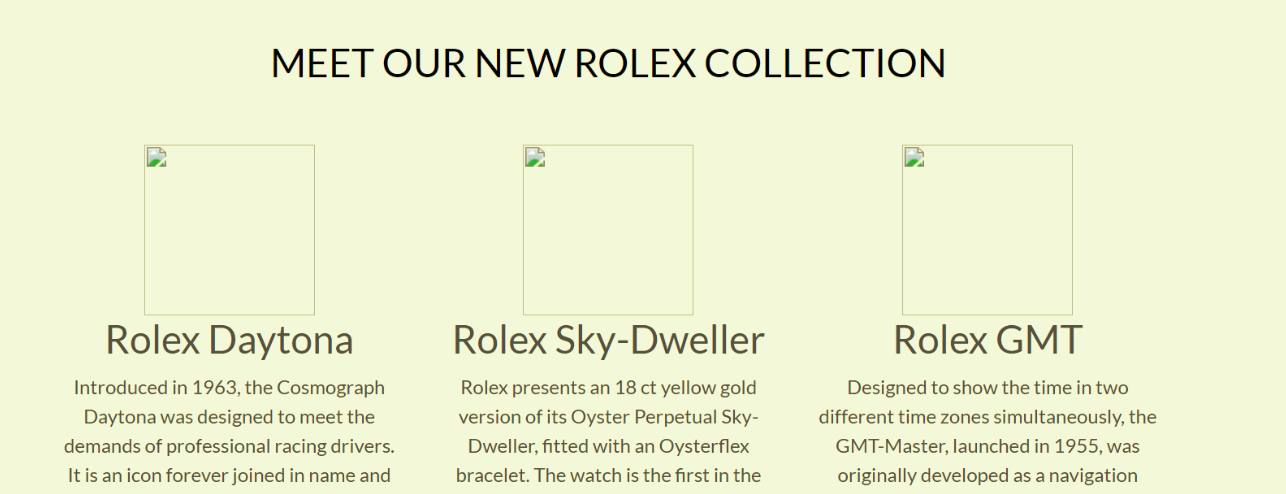 MEET OUR NEW ROLEX COLLECTION
Rolex Daytona
Introduced in 1963, the Cosmograph
Daytona was designed to meet the
demands of professional racing drivers.
It is an icon forever joined in name and
Rolex Sky-Dweller
Rolex presents an 18 ct yellow gold
version of its Oyster Perpetual Sky-
Dweller, fitted with an Oysterflex
bracelet. The watch is the first in the
Rolex GMT
Designed to show the time in two
different time zones simultaneously, the
GMT-Master, launched in 1955, was
originally developed as a navigation